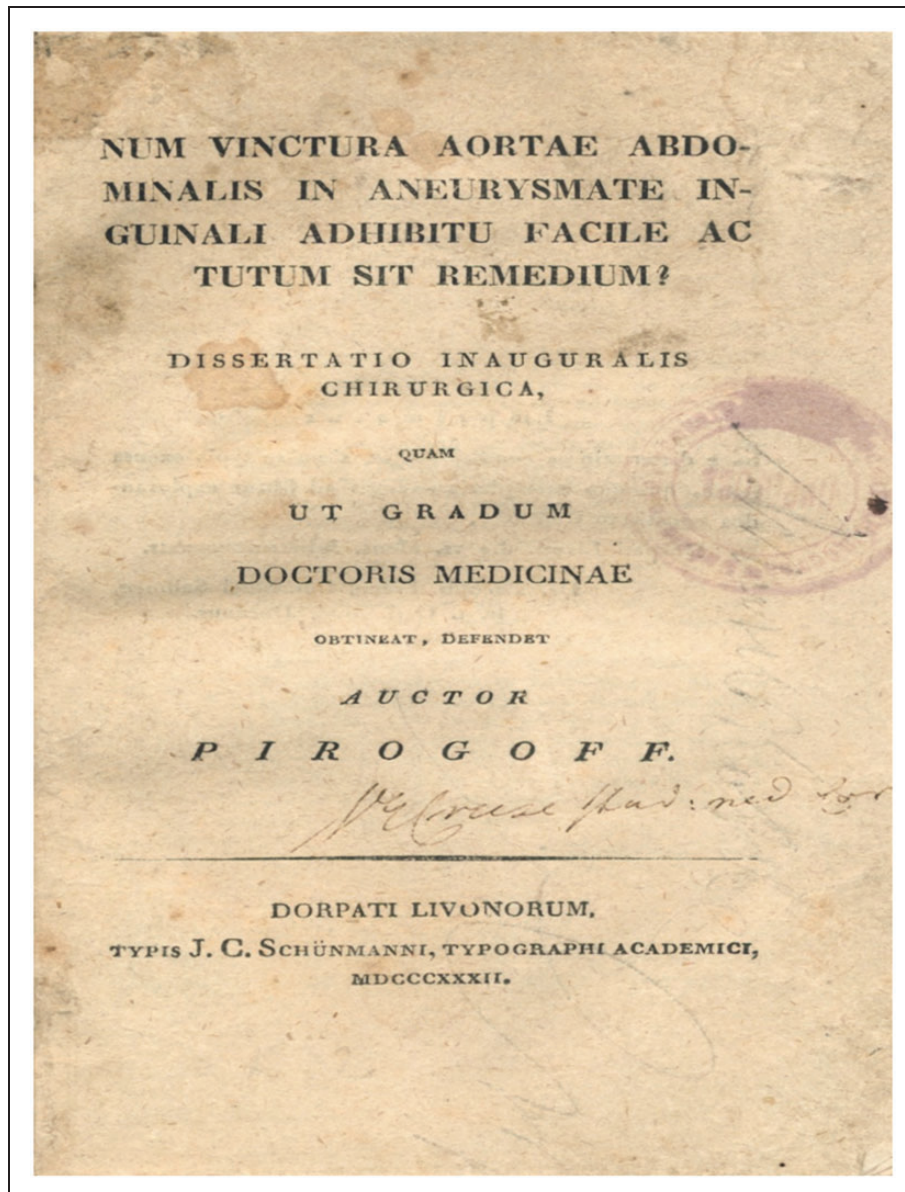 NUM VINCTURA AORTAE ABDO-
MINALIS IN ANEURYSMATE IN-
GUINALI ADHIBITU FACILE AC
TUTUM SIT REMEDIUM?
DISSERTATIO INAUGURALIS
CHIRURGICA,
QUAM
UT GRADUM
DOCTORIS MEDICINAE
OBTINEAT, DEFENDET
AUCTOR
PIROGOFF.
DORPATI LIVONORUM,
TYPIS J. C. SCHÜNMANNI, TYPOGRAPHI ACADEMICI,
MDCCCXXXII.